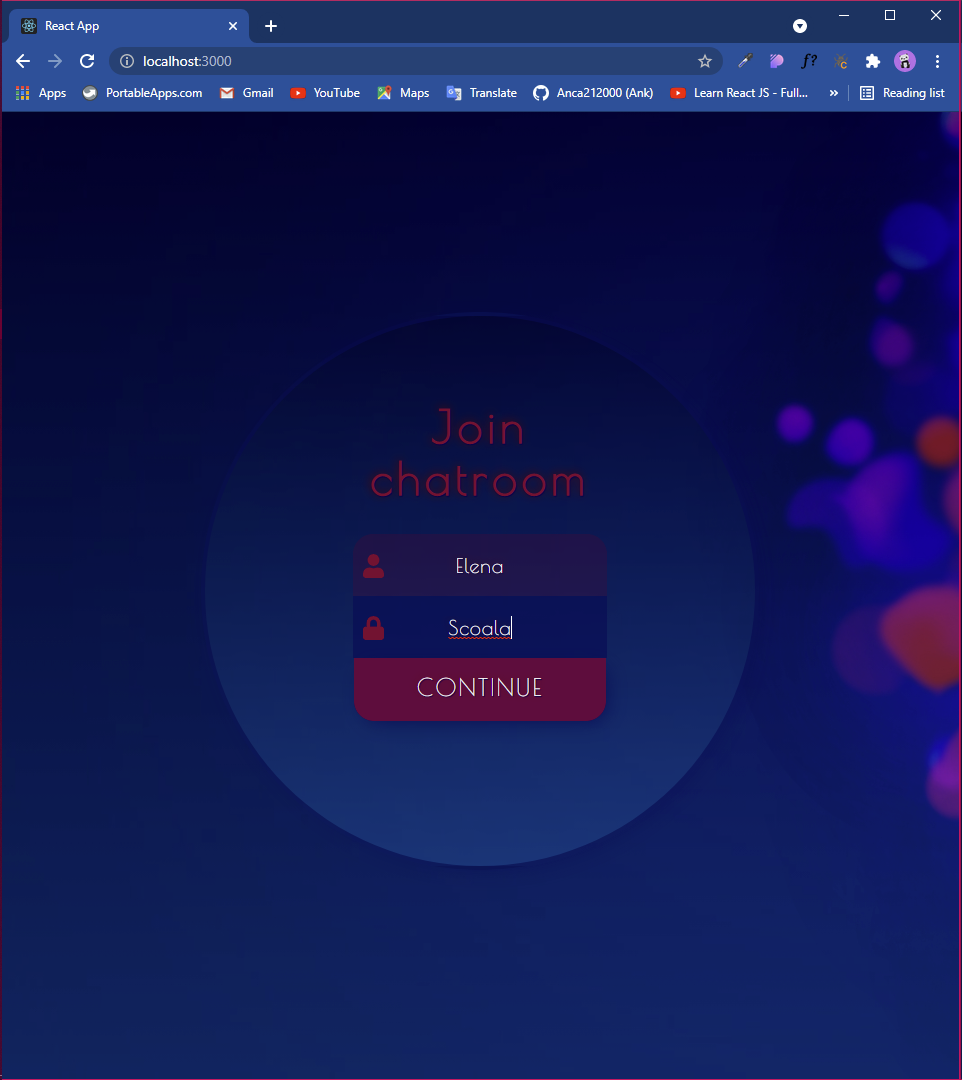 React App
localhost:3000
f?
C
Apps PortableApps.com Gmail YouTube Maps Translate Anca212000 (Ank) Learn React JS - Full... » Reading list
Join
chatroom
Elena
Scoala
CONTINUE